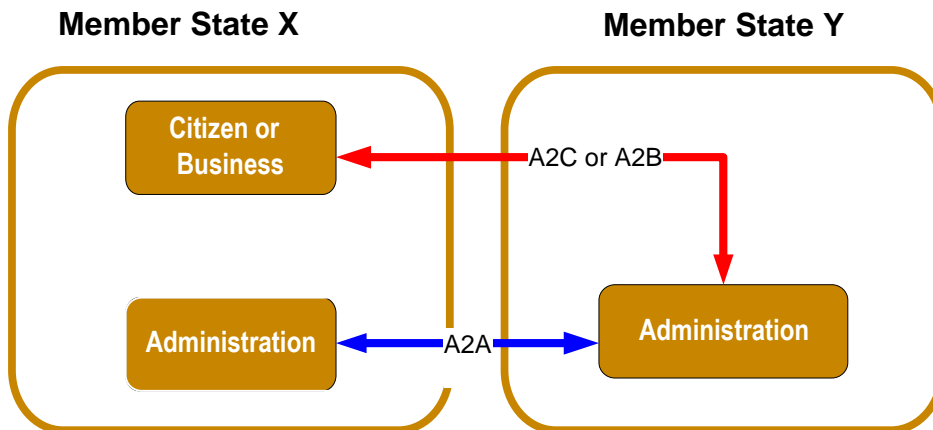 Member State X
Member State Y
Citizen or
Business
A2C or A2B
Administration
A2A
Administration